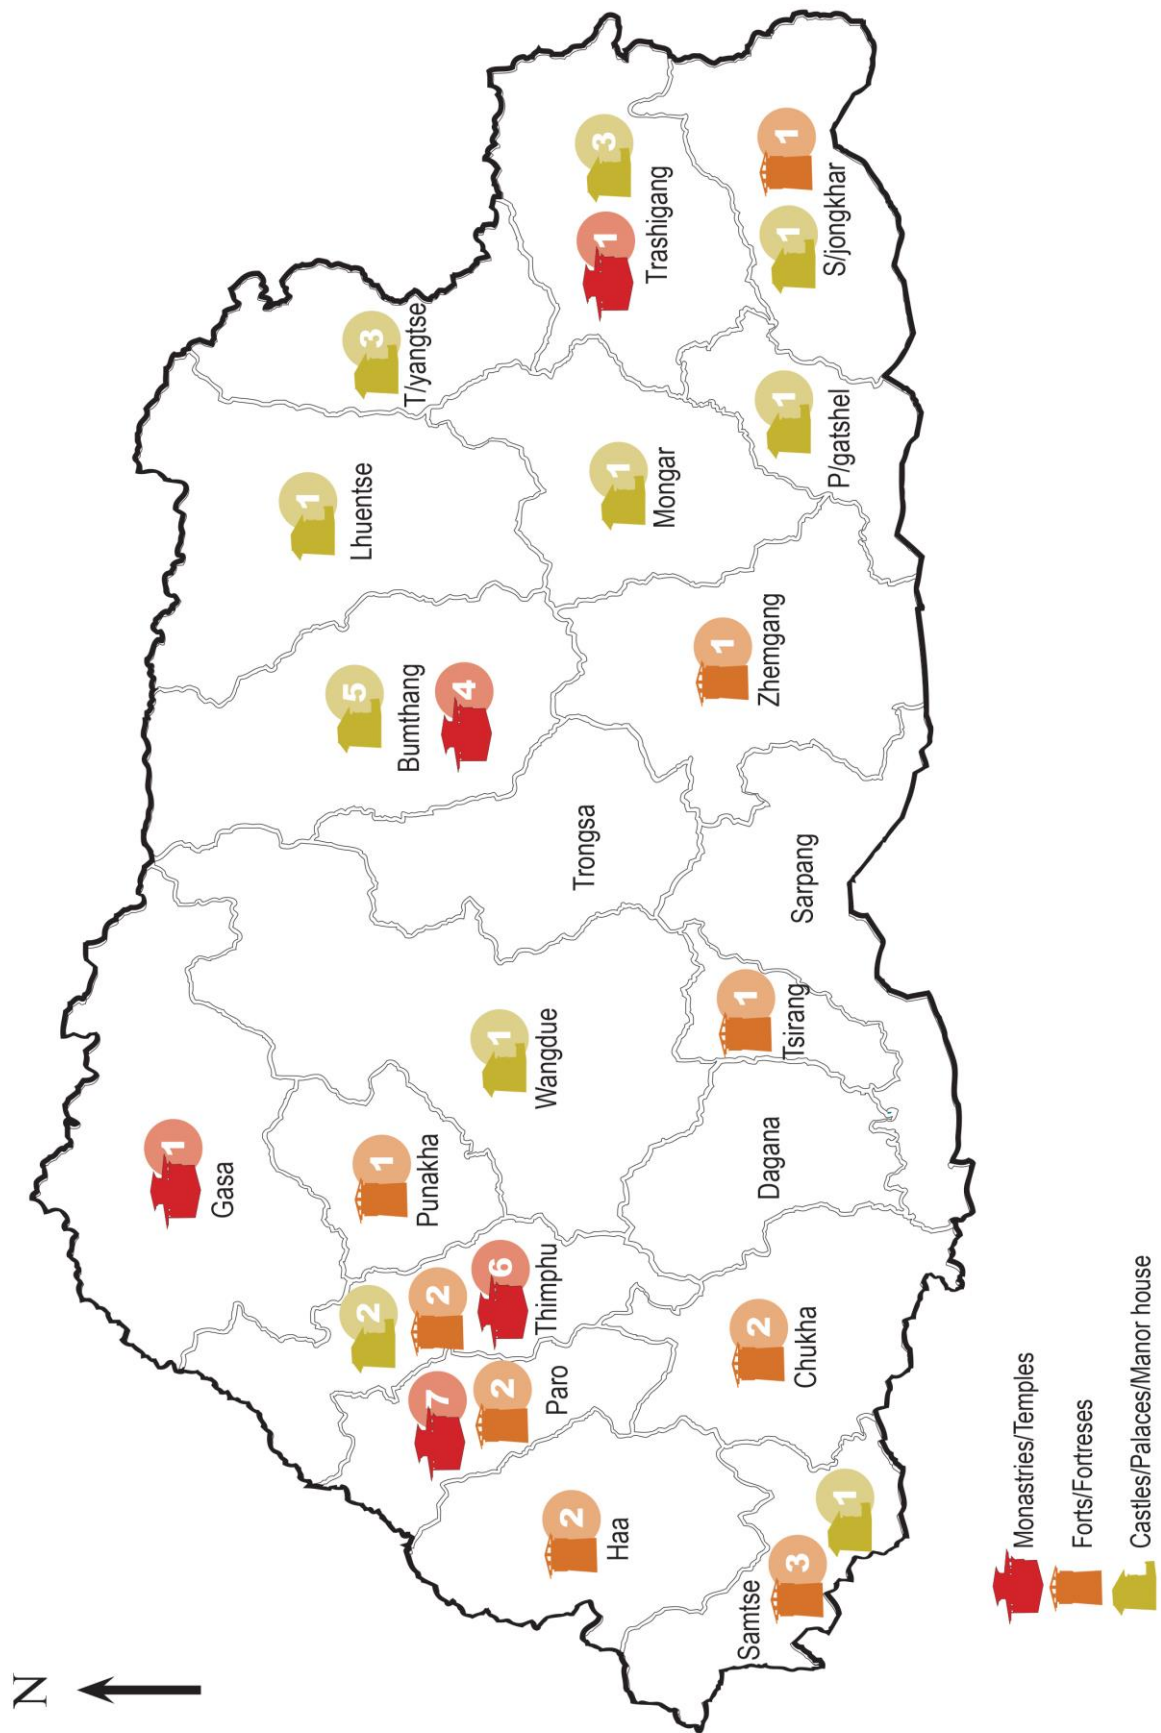 N
Gasa
1
Punakha
1
2
2
6
Thimphu
7
2
Paro
2
Haa
Samtse
3
1
2
Chukha
Dagana
1
Tsirang
1
Wangdue
Trongsa
Sarpang
5
Bumthang
4
1
Zhemgang
1
Lhuentse
3
T/yangtse
1
Mongar
1
P/gatshel
1
3
Trashigang
1
1
S/jongkhar
Monastries/Temples
Forts/Fortreses
Castles/Palaces/Manor house